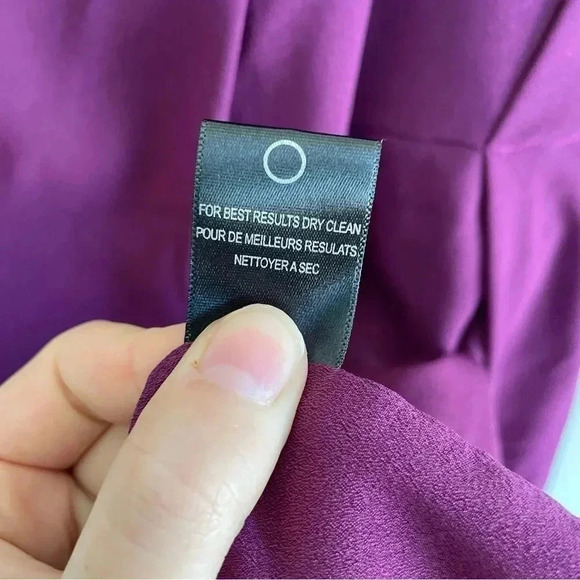 FOR BEST RESULTS DRY CLEAN
POUR DE MEILLEURS RESULATS
NETTOYER A SEC